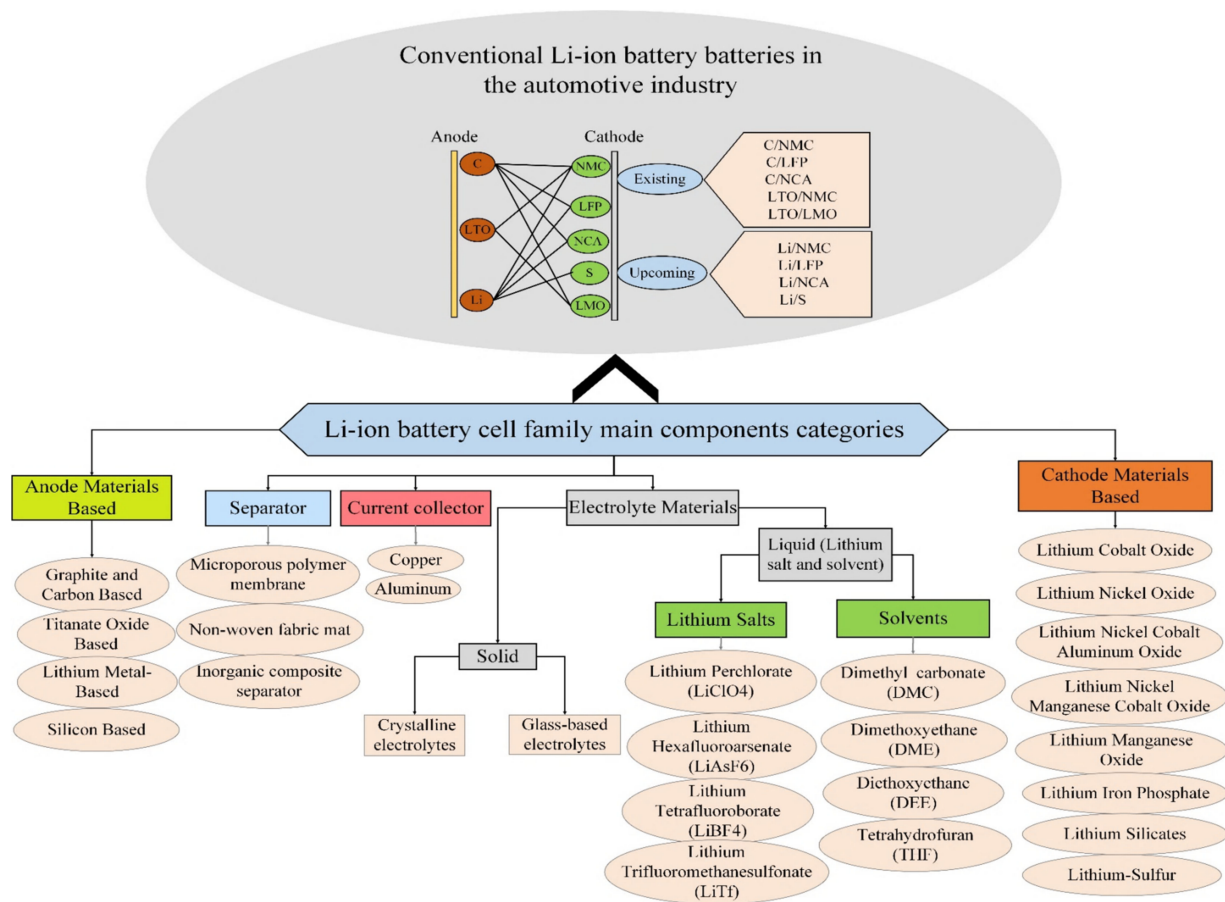 Conventional Li-ion battery batteries in
the automotive industry
Anode
Cathode
C
LTO
Li
NMC
LFP
NCA
S
LMO
Existing
Upcoming
C/NMC
C/LFP
C/NCA
LTO/NMC
LTO/LMO
Li/NMC
Li/LFP
Li/NCA
Li/S
Li-ion battery cell family main components categories
Anode Materials
Based
Graphite and
Carbon Based
Titanate Oxide
Based
Lithium Metal-
Based
Silicon Based
Separator
Microporous polymer
membrane
Non-woven fabric mat
Inorganic composite
separator
Current collector
Copper
Aluminum
Electrolyte Materials
Solid
Crystalline
electrolytes
Glass-based
electrolytes
Liquid (Lithium
salt and solvent)
Lithium Salts
Lithium Perchlorate
(LiClO4)
Lithium
Hexafluoroarsenate
(LiAsF6)
Lithium
Tetrafluoroborate
(LiBF4)
Lithium
Trifluoromethanesulfonate
(LiTf)
Solvents
Dimethyl carbonate
(DMC)
Dimethoxyethane
(DME)
Diethoxyethane
(DEE)
Tetrahydrofuran
(THF)
Cathode Materials
Based
Lithium Cobalt Oxide
Lithium Nickel Oxide
Lithium Nickel Cobalt
Aluminum Oxide
Lithium Nickel
Manganese Cobalt Oxide
Lithium Manganese
Oxide
Lithium Iron Phosphate
Lithium Silicates
Lithium-Sulfur